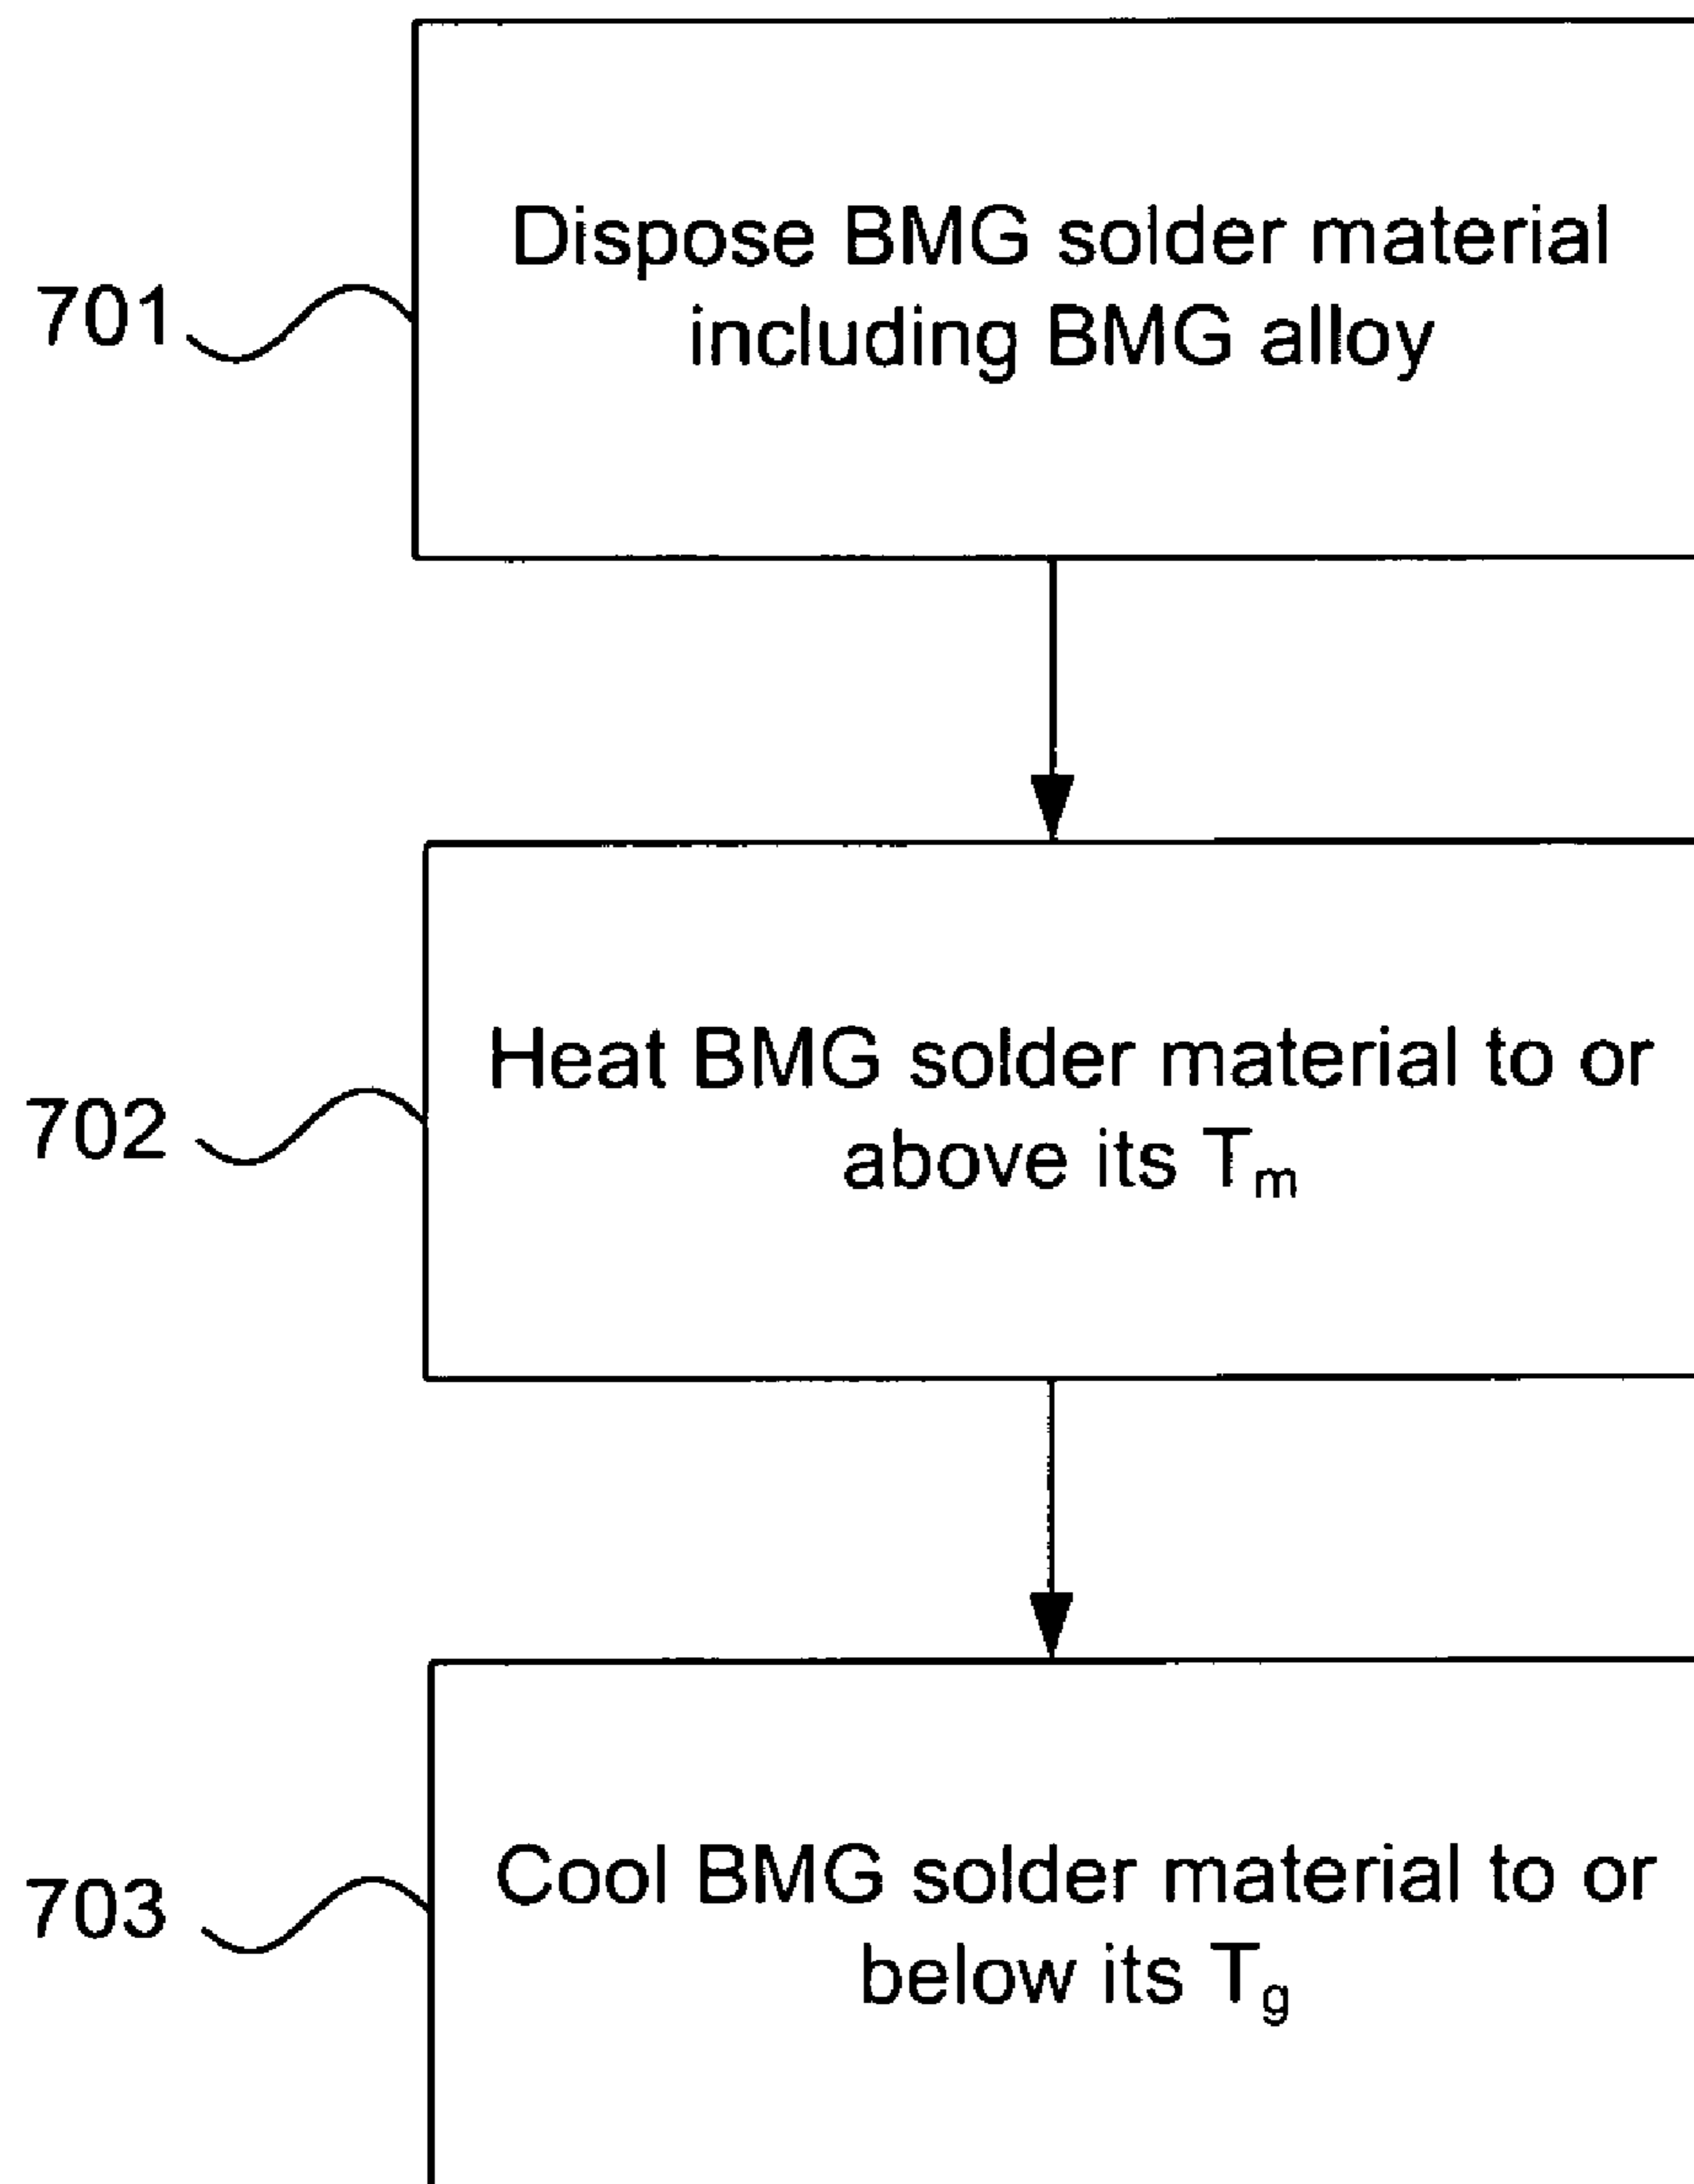 701
Dispose BMG solder material
including BMG alloy
702
Heat BMG solder material to or
above its Tm
703
Cool BMG solder material to or
below its Tg